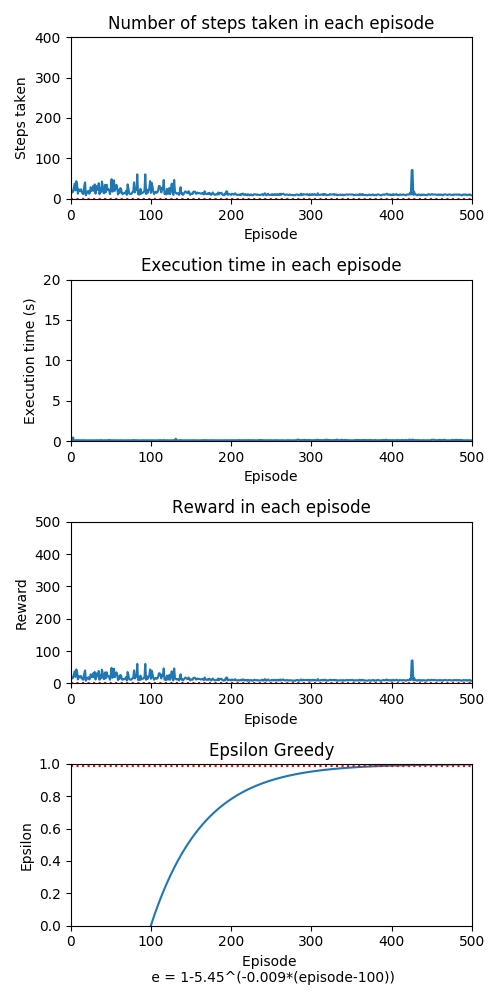 Number of steps taken in each episode
400
300
200
100
0
Steps taken
0 100 200 300 400 500
Episode
Execution time in each episode
20
15
10
5
0
Execution time (s)
0 100 200 300 400 500
Episode
Reward in each episode
500
400
300
200
100
0
Reward
0 100 200 300 400 500
Episode
Epsilon Greedy
1.0
0.8
0.6
0.4
0.2
0.0
Epsilon
0 100 200 300 400 500
Episode
e = 1-5.45^(-0.009*(episode-100))